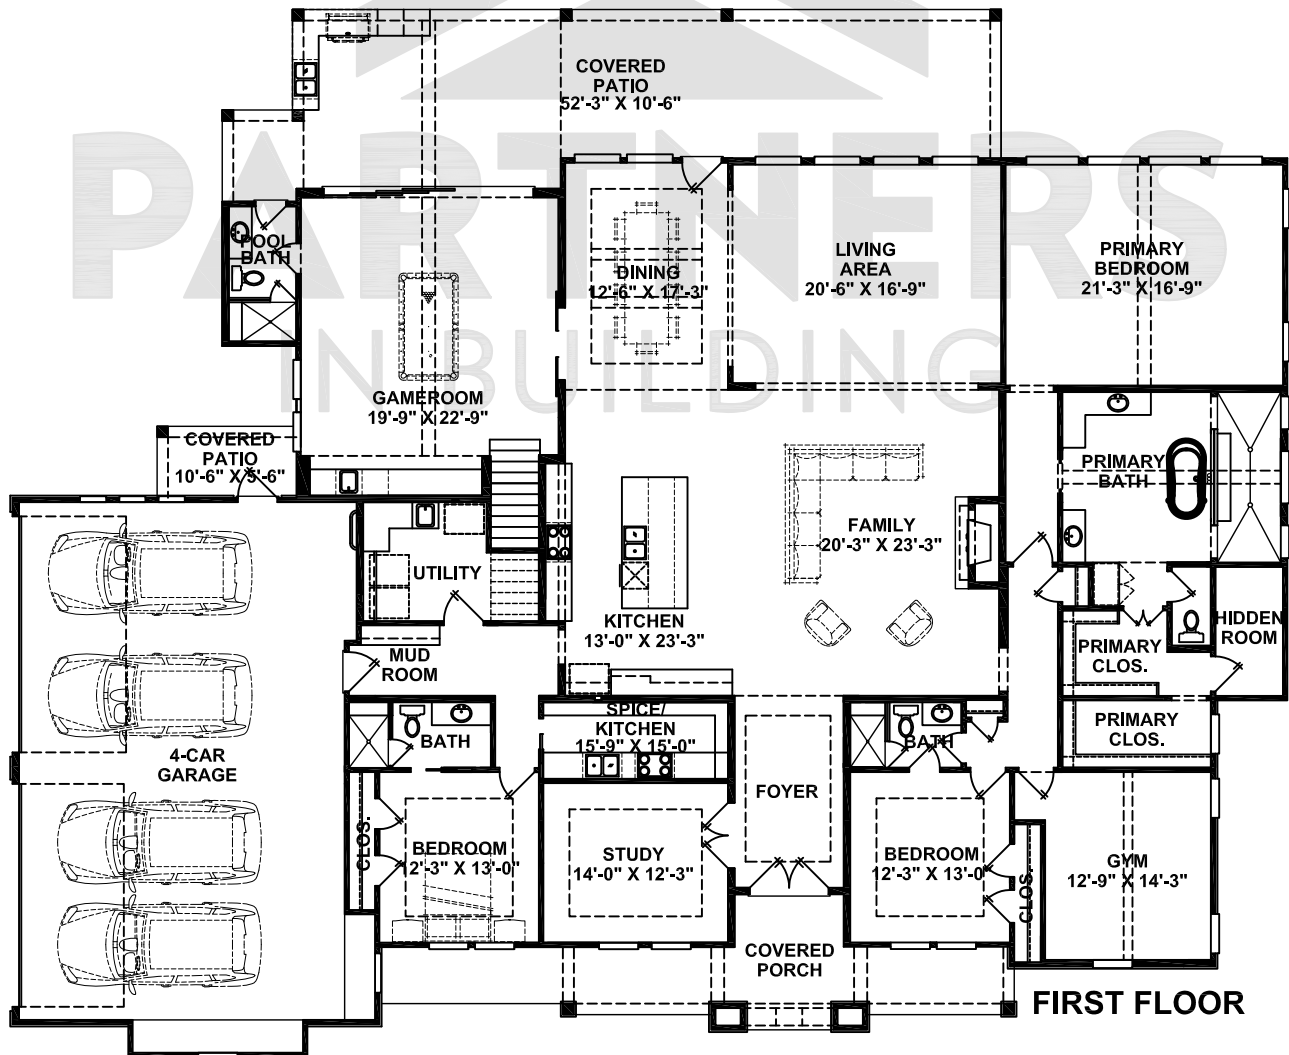 COVERED
PATIO
52'-3" X 10'-6"
PARTNERS
IN BUILDING
POOL
BATH
DINING
12'-6" X 17'-3"
LIVING
AREA
20'-6" X 16'-9"
PRIMARY
BEDROOM
21'-3" X 16'-9"
GAMEROOM
19'-9" X 22'-9"
COVERED
PATIO
10'-6" X 5'-6"
PRIMARY
BATH
FAMILY
20'-3" X 23'-3"
UTILITY
KITCHEN
13'-0" X 23'-3"
HIDDEN
ROOM
MUD
ROOM
PRIMARY
CLOS.
SPICE/
KITCHEN
15'-9" X 15'-0"
BATH
BATH
PRIMARY
CLOS.
4-CAR
GARAGE
FOYER
CLOS.
BEDROOM
12'-3" X 13'-0"
STUDY
14'-0" X 12'-3"
BEDROOM
12'-3" X 13'-0"
CLOS.
GYM
12'-9" X 14'-3"
COVERED
PORCH
FIRST FLOOR